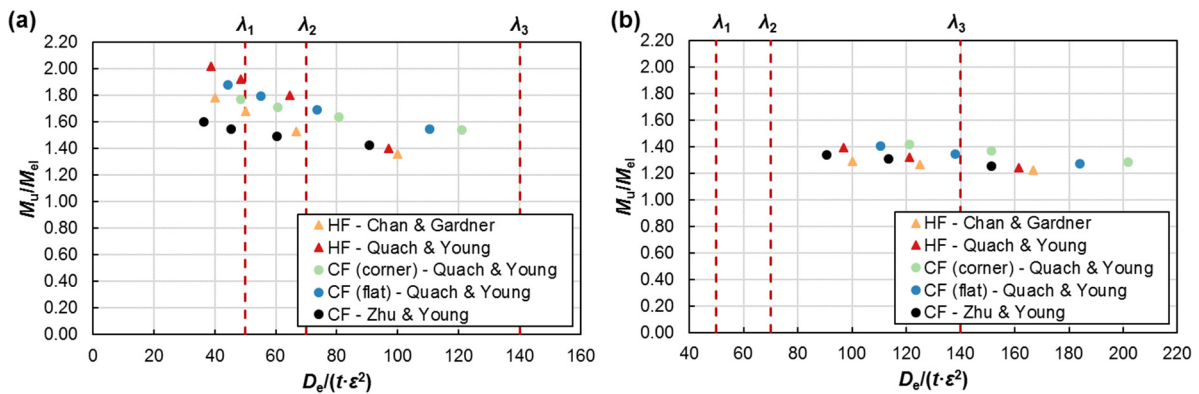 (a)
λ1 λ2 λ3
2.20
2.00
1.80
1.60
1.40
1.20
1.00
0.80
0.60
0.40
0.20
0.00
Mu/Mel
HF - Chan & Gardner
HF - Quach & Young
CF (corner) - Quach & Young
CF (flat) - Quach & Young
CF - Zhu & Young
0 20 40 60 80 100 120 140 160
De/(t·ε²)
(b)
λ1 λ2 λ3
2.20
2.00
1.80
1.60
1.40
1.20
1.00
0.80
0.60
0.40
0.20
0.00
Mu/Mel
HF - Chan & Gardner
HF - Quach & Young
CF (corner) - Quach & Young
CF (flat) - Quach & Young
CF - Zhu & Young
40 60 80 100 120 140 160 180 200 220
De/(t·ε²)